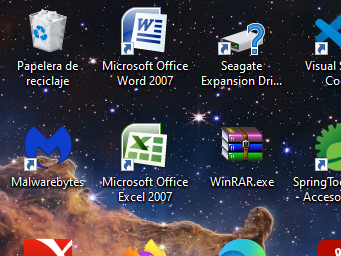 Papelera de
reciclaje
Microsoft Office
Word 2007
Seagate
Expansion Dri...
Visual S
Co
Malwarebytes
Microsoft Office
Excel 2007
WinRAR.exe
SpringToo
- Acceso